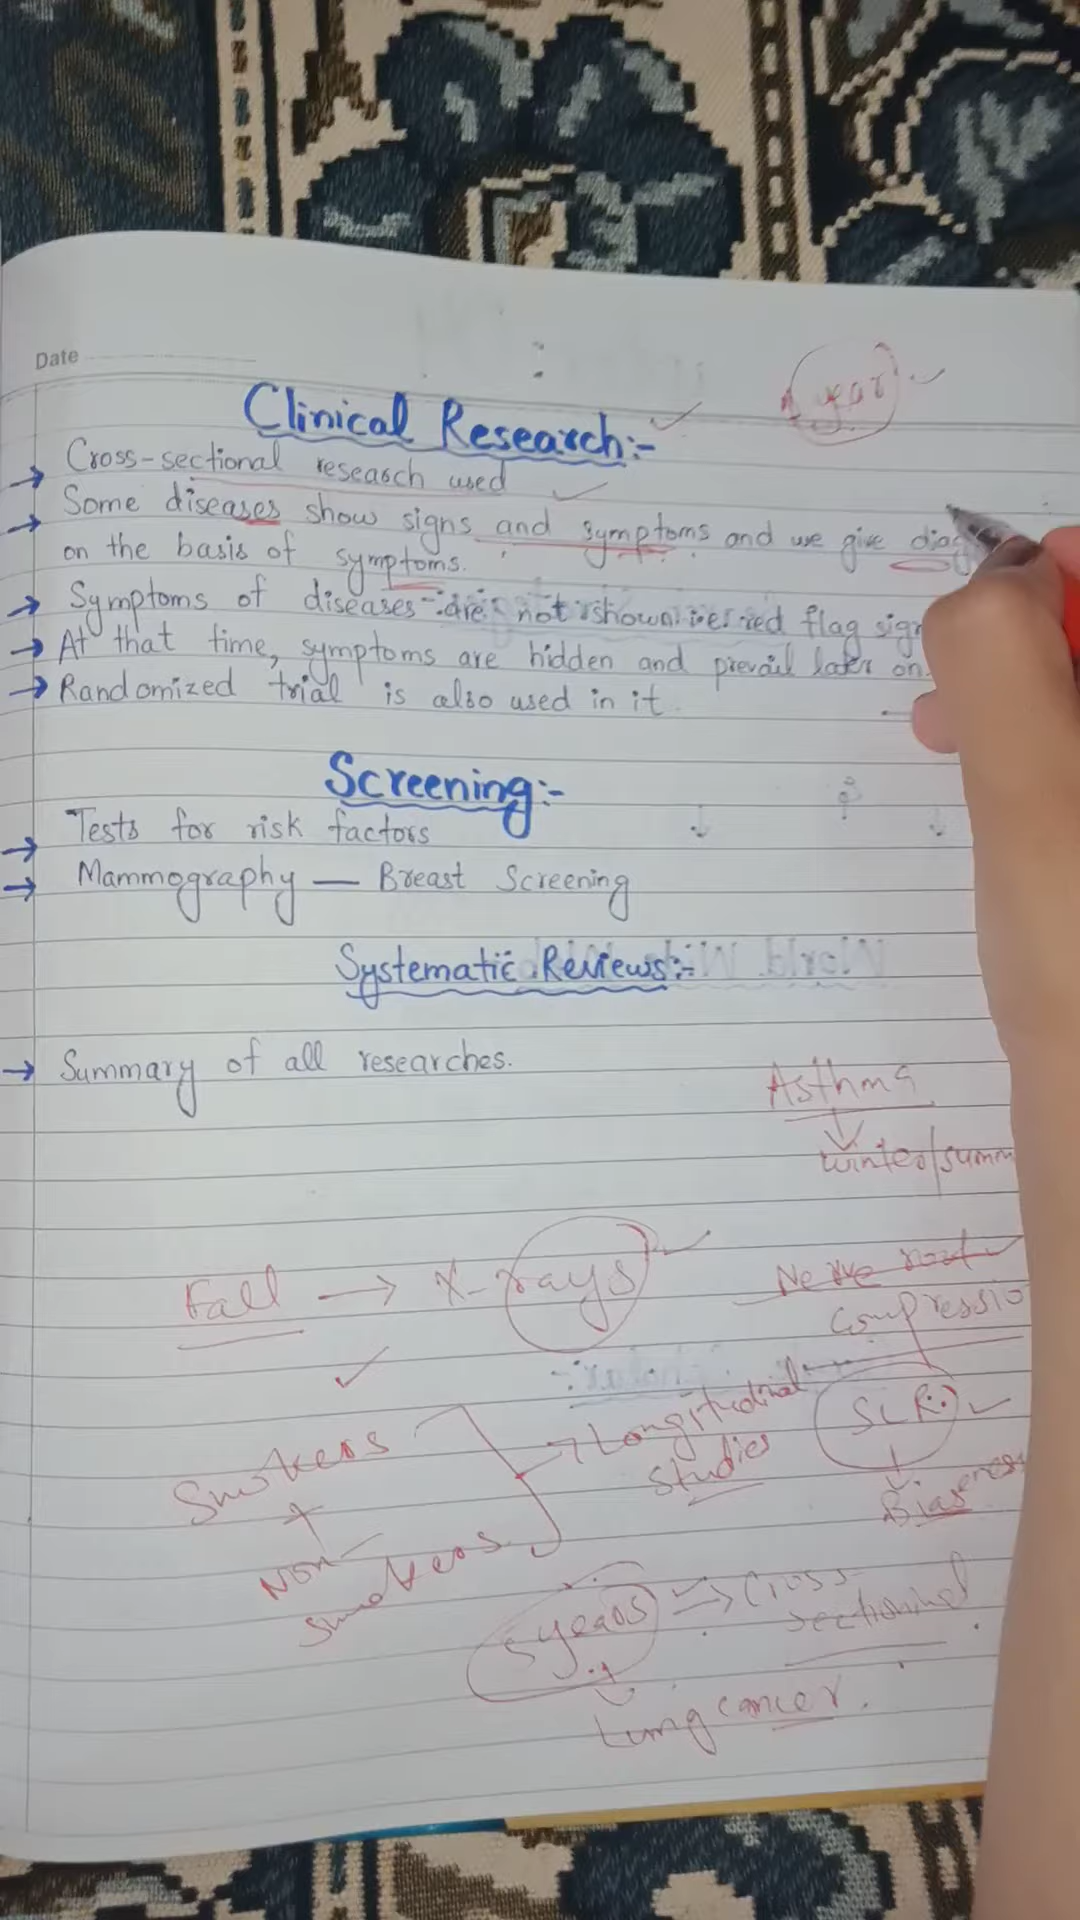 Date
year
Clinical Research:-
→ Cross-sectional research used
→ Some diseases show signs and symptoms and we give diag
on the basis of symptoms.
→ Symptoms of diseases are not shown i.e. red flag sign
→ At that time, symptoms are hidden and prevail later on.
→ Randomized trial is also used in it
Screening:-
→ Tests for risk factors
→ Mammography — Breast Screening
Systematic Reviews:-
→ Summary of all researches.
Asthma
winter/summ
Fall → X-rays
Nerve root
Compressio
Smokers
+
Non-
smokers
→ Longitudinal
studies
SLR
Bias
5 years ⇒ Cross
sectional
Lung cancer.